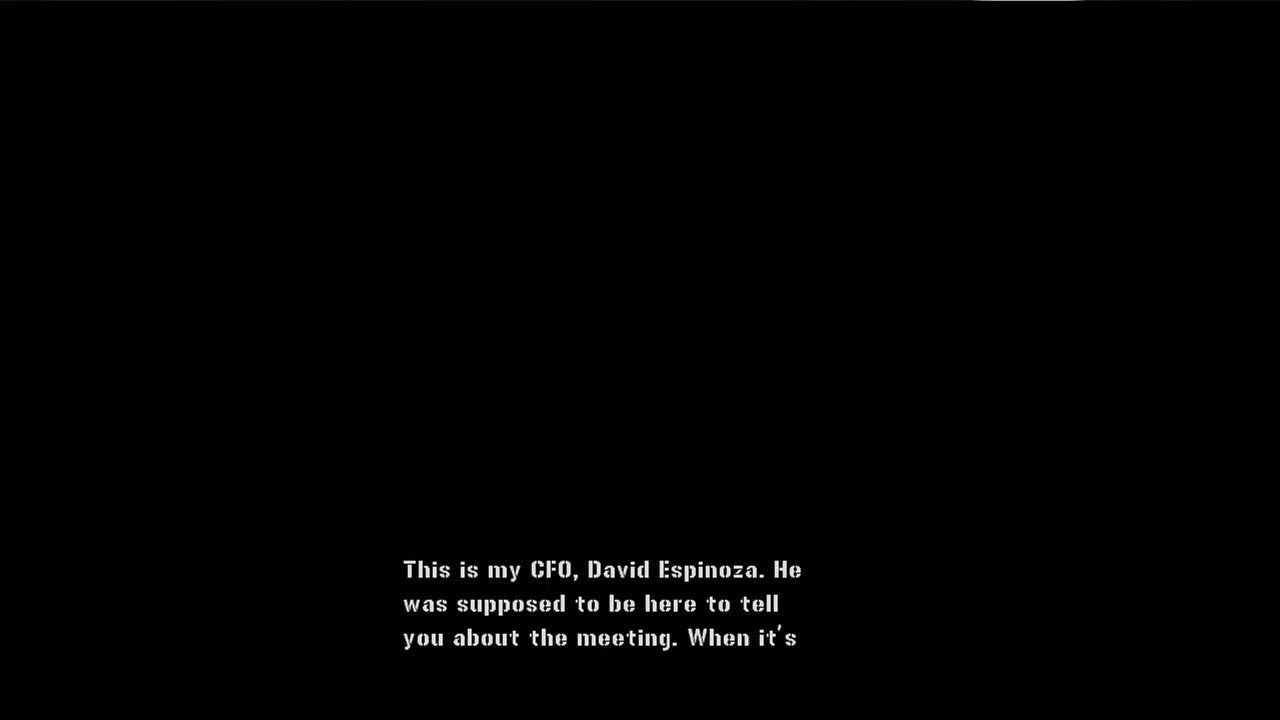 This is my CFO, David Espinoza. He
was supposed to be here to tell
you about the meeting. When it's